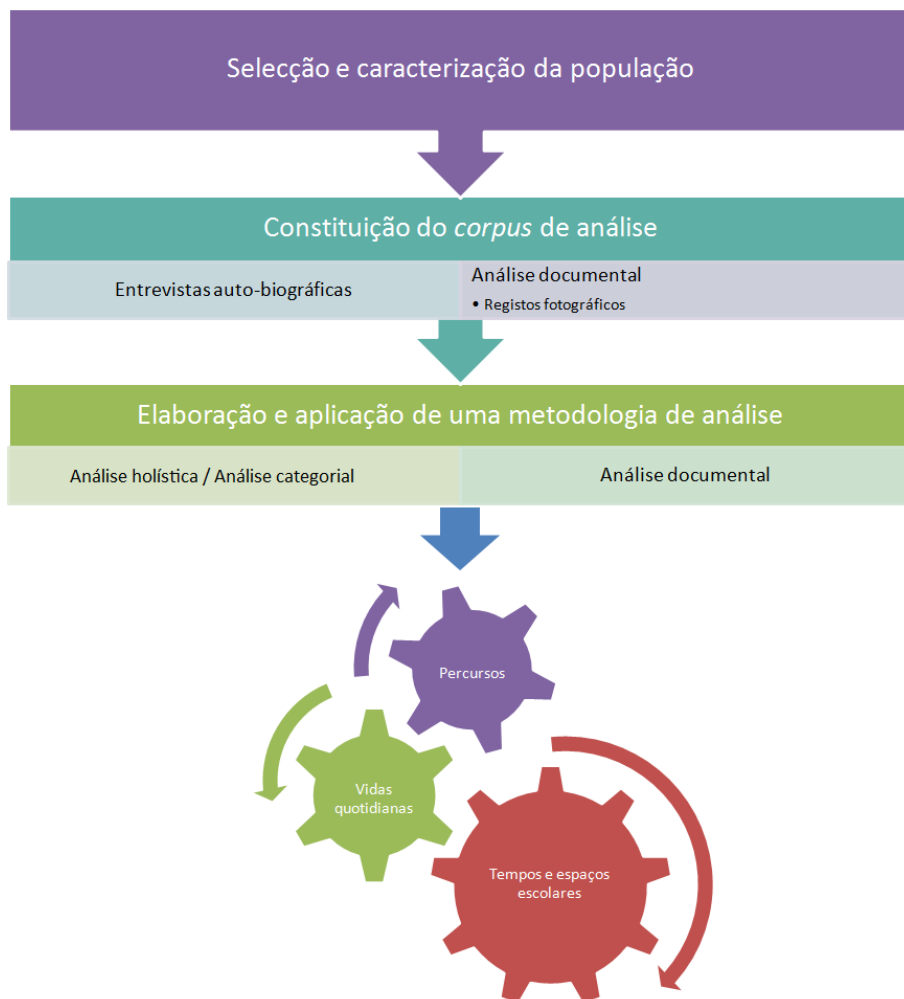 Selecção e caracterização da população
Constituição do corpus de análise
Entrevistas auto-biográficas
Análise documental
• Registos fotográficos
Elaboração e aplicação de uma metodologia de análise
Análise holística / Análise categorial
Análise documental
Percursos
Vidas
quotidianas
Tempos e espaços
escolares